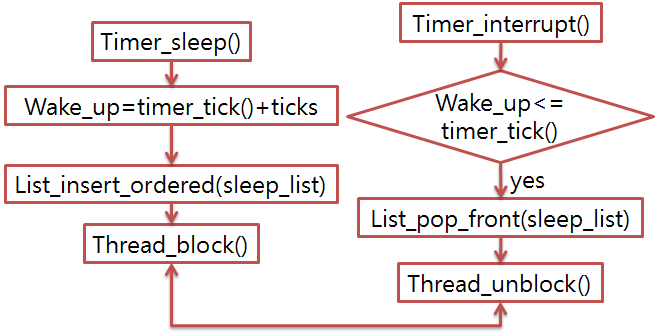 Timer_sleep()
Wake_up=timer_tick()+ticks
List_insert_ordered(sleep_list)
Thread_block()
Timer_interrupt()
Wake_up<=
timer_tick()
yes
List_pop_front(sleep_list)
Thread_unblock()